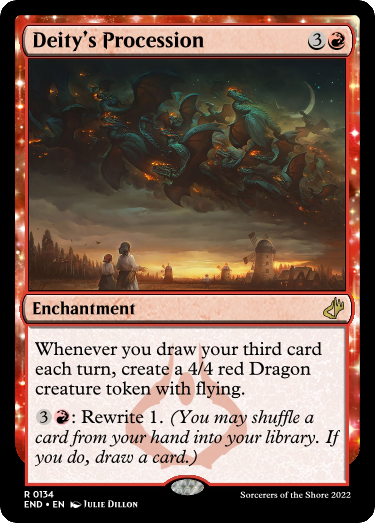 Deity's Procession 3
Enchantment
Whenever you draw your third card
each turn, create a 4/4 red Dragon
creature token with flying.
3 : Rewrite 1. (You may shuffle a
card from your hand into your library. If
you do, draw a card.)
R 0134
END • EN Julie Dillon
Sorcerers of the Shore 2022